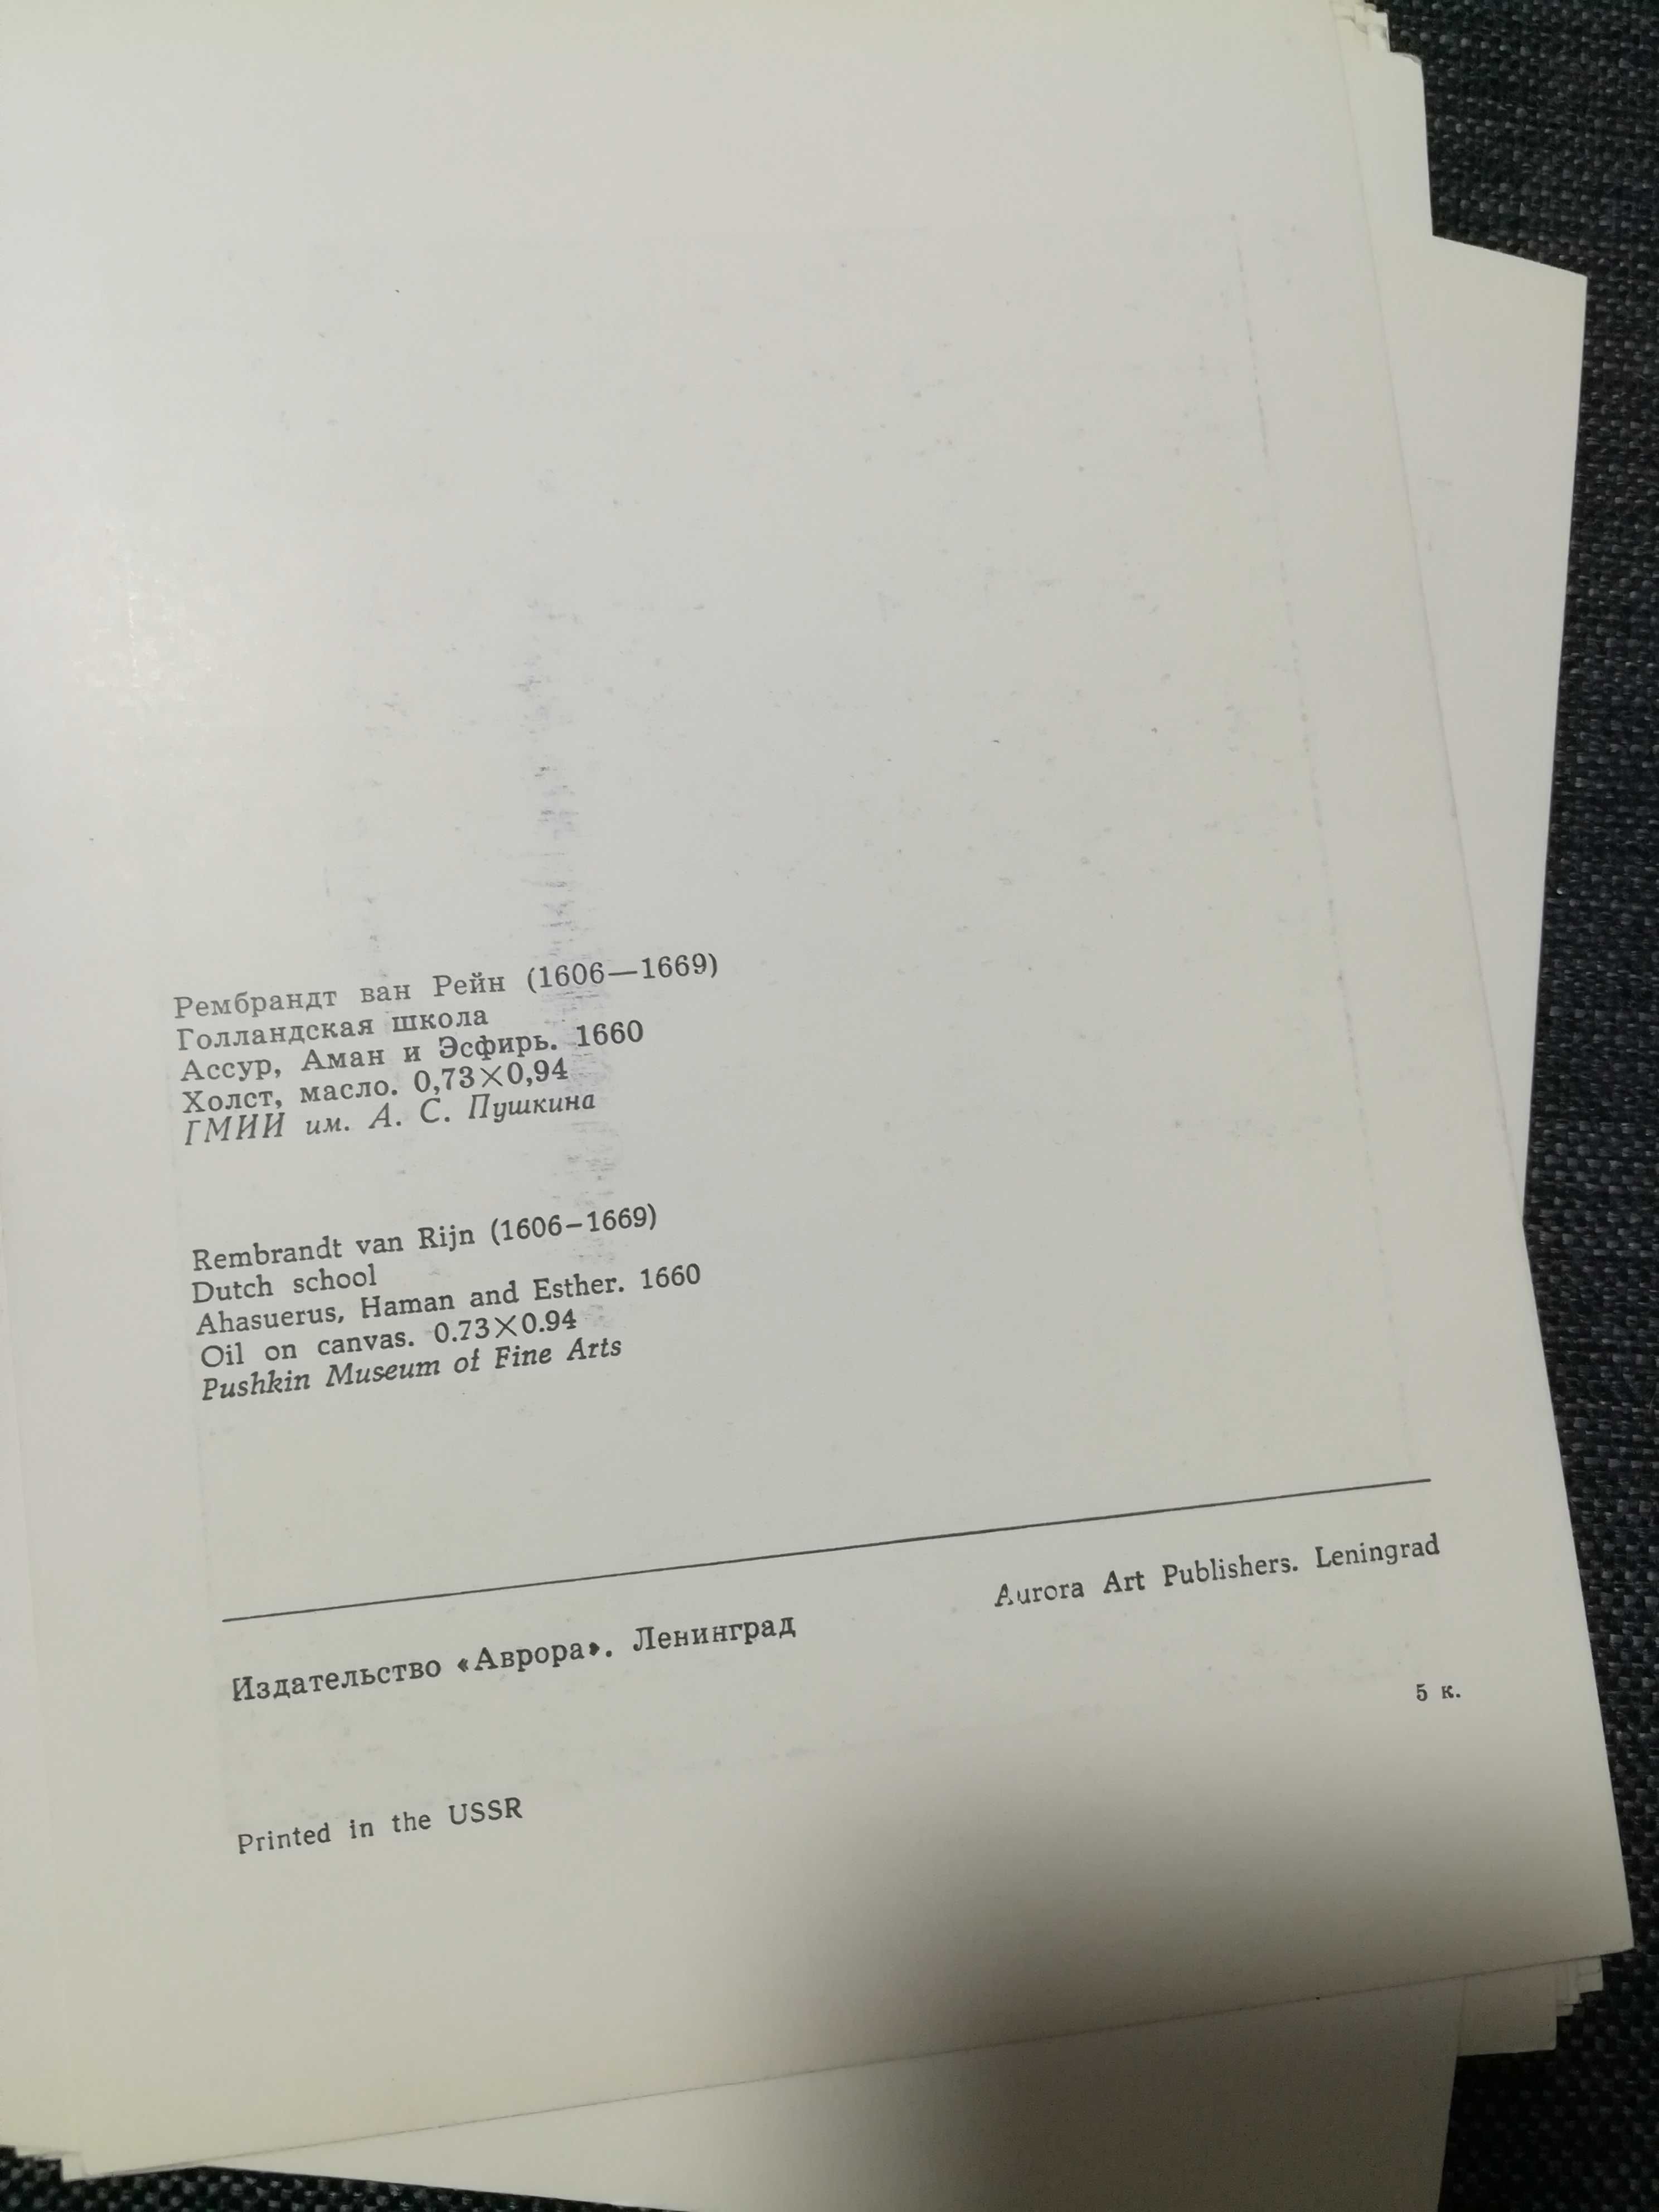 Рембрандт ван Рейн (1606—1669)
Голландская школа
Ассур, Аман и Эсфирь. 1660
Холст, масло. 0,73×0,94
ГМИИ им. А. С. Пушкина
Rembrandt van Rijn (1606–1669)
Dutch school
Ahasuerus, Haman and Esther. 1660
Oil on canvas. 0.73×0.94
Pushkin Museum of Fine Arts
Издательство «Аврора». Ленинград
Aurora Art Publishers. Leningrad
5 к.
Printed in the USSR